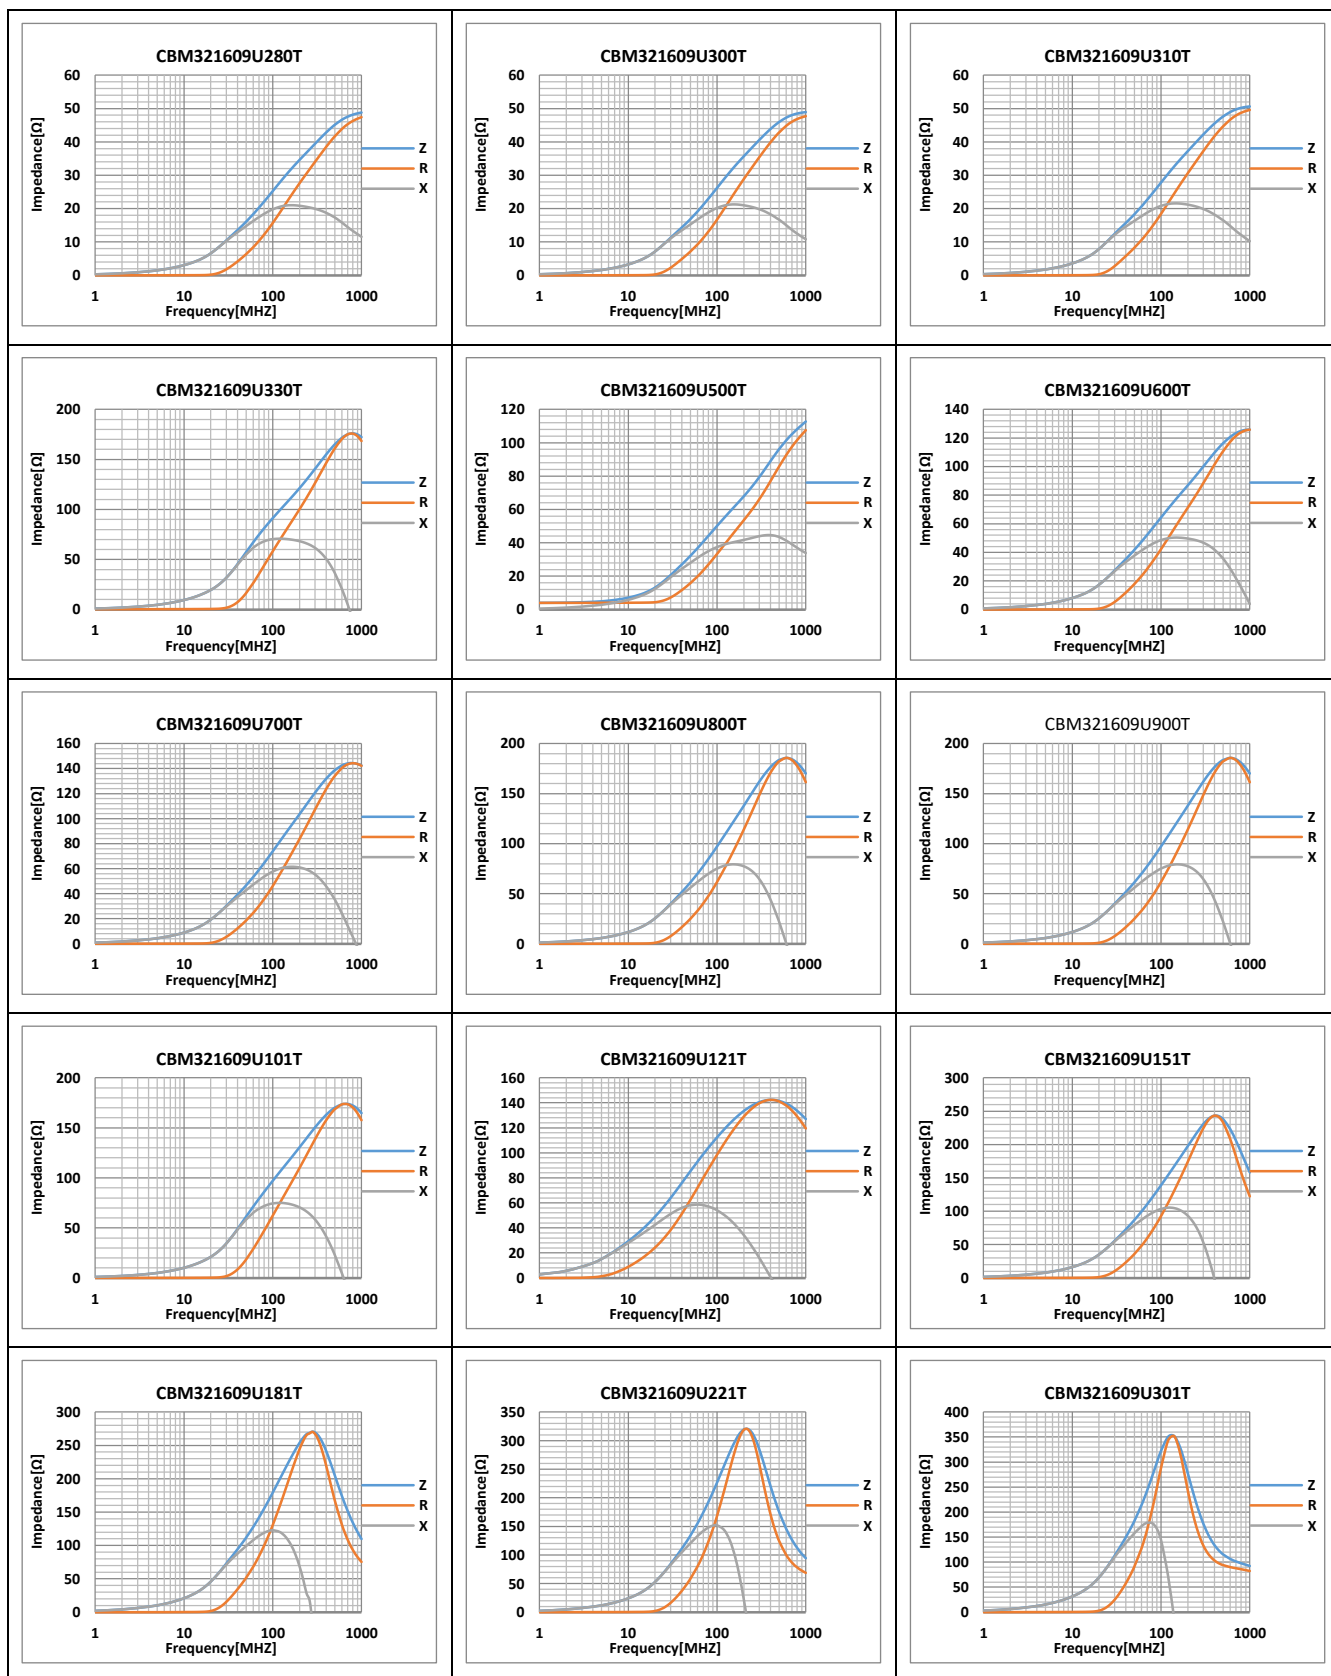 CBM321609U280T
Impedance[Ω]
60
50
40
30
20
10
0
1 10 100 1000
Frequency[MHZ]
Z
R
X
CBM321609U300T
Impedance[Ω]
60
50
40
30
20
10
0
1 10 100 1000
Frequency[MHZ]
Z
R
X
CBM321609U310T
Impedance[Ω]
60
50
40
30
20
10
0
1 10 100 1000
Frequency[MHZ]
Z
R
X
CBM321609U330T
Impedance[Ω]
200
150
100
50
0
1 10 100 1000
Frequency[MHZ]
Z
R
X
CBM321609U500T
Impedance[Ω]
120
100
80
60
40
20
0
1 10 100 1000
Frequency[MHZ]
Z
R
X
CBM321609U600T
Impedance[Ω]
140
120
100
80
60
40
20
0
1 10 100 1000
Frequency[MHZ]
Z
R
X
CBM321609U700T
Impedance[Ω]
160
140
120
100
80
60
40
20
0
1 10 100 1000
Frequency[MHZ]
Z
R
X
CBM321609U800T
Impedance[Ω]
200
150
100
50
0
1 10 100 1000
Frequency[MHZ]
Z
R
X
CBM321609U900T
Impedance[Ω]
200
150
100
50
0
1 10 100 1000
Frequency[MHZ]
Z
R
X
CBM321609U101T
Impedance[Ω]
200
150
100
50
0
1 10 100 1000
Frequency[MHZ]
Z
R
X
CBM321609U121T
Impedance[Ω]
160
140
120
100
80
60
40
20
0
1 10 100 1000
Frequency[MHZ]
Z
R
X
CBM321609U151T
Impedance[Ω]
300
250
200
150
100
50
0
1 10 100 1000
Frequency[MHZ]
Z
R
X
CBM321609U181T
Impedance[Ω]
300
250
200
150
100
50
0
1 10 100 1000
Frequency[MHZ]
Z
R
X
CBM321609U221T
Impedance[Ω]
350
300
250
200
150
100
50
0
1 10 100 1000
Frequency[MHZ]
Z
R
X
CBM321609U301T
Impedance[Ω]
400
350
300
250
200
150
100
50
0
1 10 100 1000
Frequency[MHZ]
Z
R
X